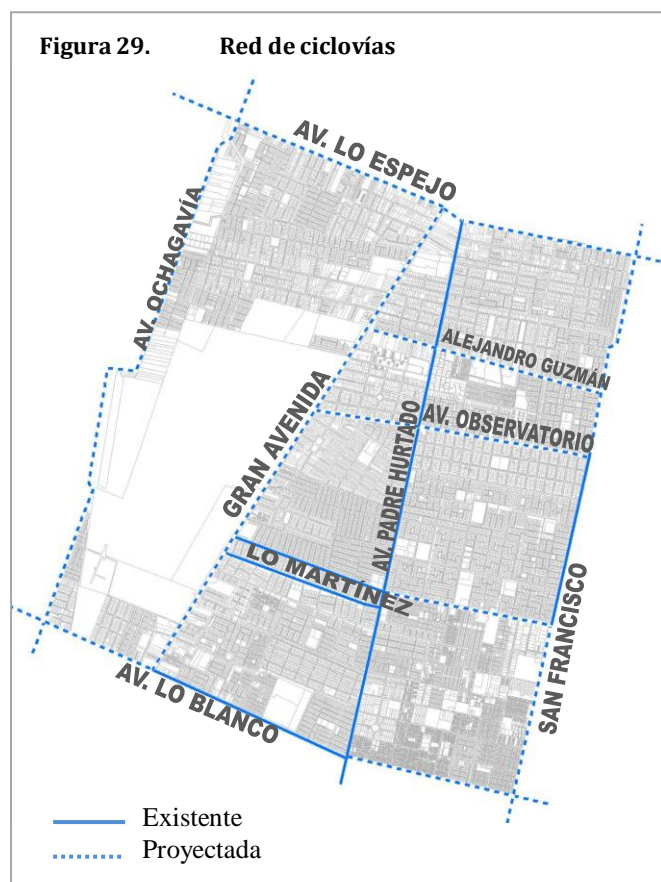 Figura 29. Red de ciclovías
AV. LO ESPEJO
AV. OCHAGAVÍA
ALEJANDRO GUZMÁN
GRAN AVENIDA
AV. PADRE HURTADO
AV. OBSERVATORIO
LO MARTÍNEZ
SAN FRANCISCO
AV. LO BLANCO
Existente
Proyectada